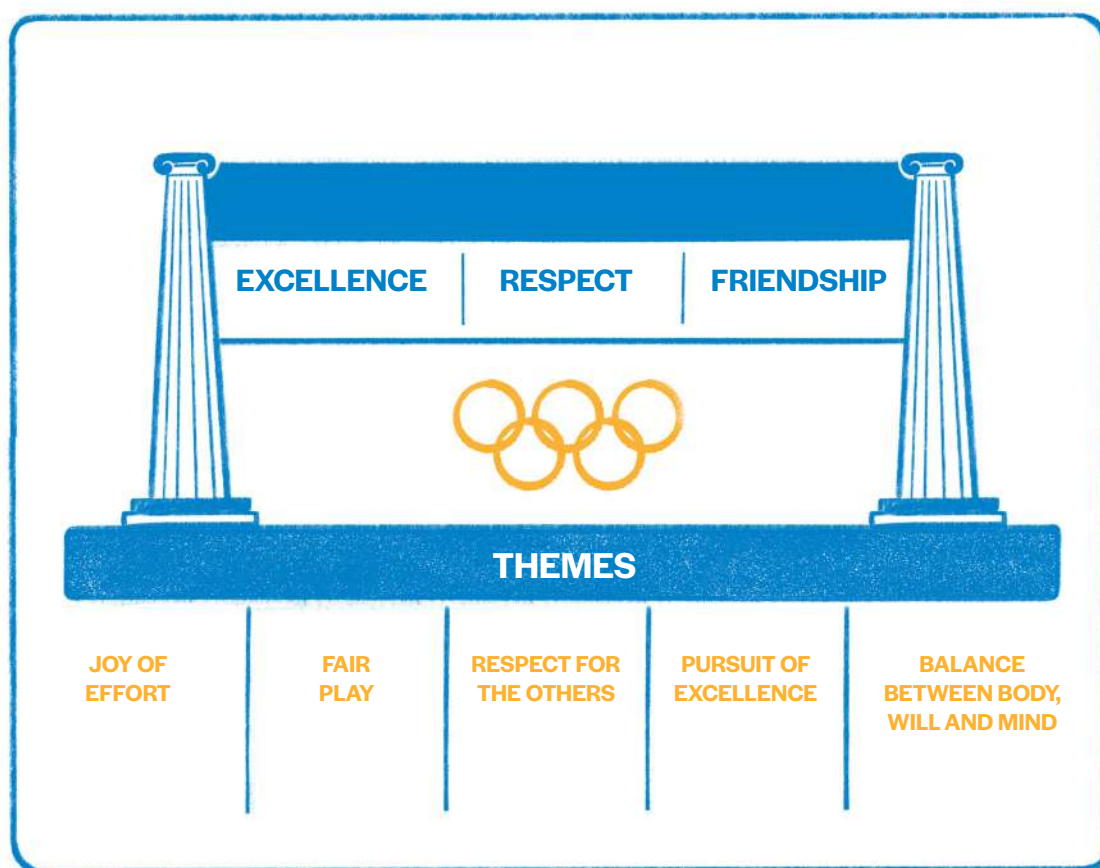 EXCELLENCE
RESPECT
FRIENDSHIP
THEMES
JOY OF
EFFORT
FAIR
PLAY
RESPECT FOR
THE OTHERS
PURSUIT OF
EXCELLENCE
BALANCE
BETWEEN BODY,
WILL AND MIND